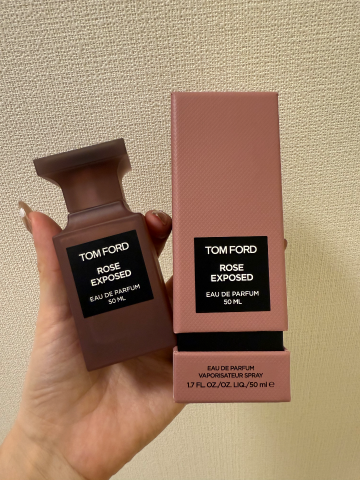 TOM FORD
ROSE
EXPOSED
EAU DE PARFUM
50 ML
TOM FORD
ROSE
EXPOSED
EAU DE PARFUM
50 ML
EAU DE PARFUM
VAPORISATEUR SPRAY
1.7 FL. OZ./OZ. LIQ./50 ml e